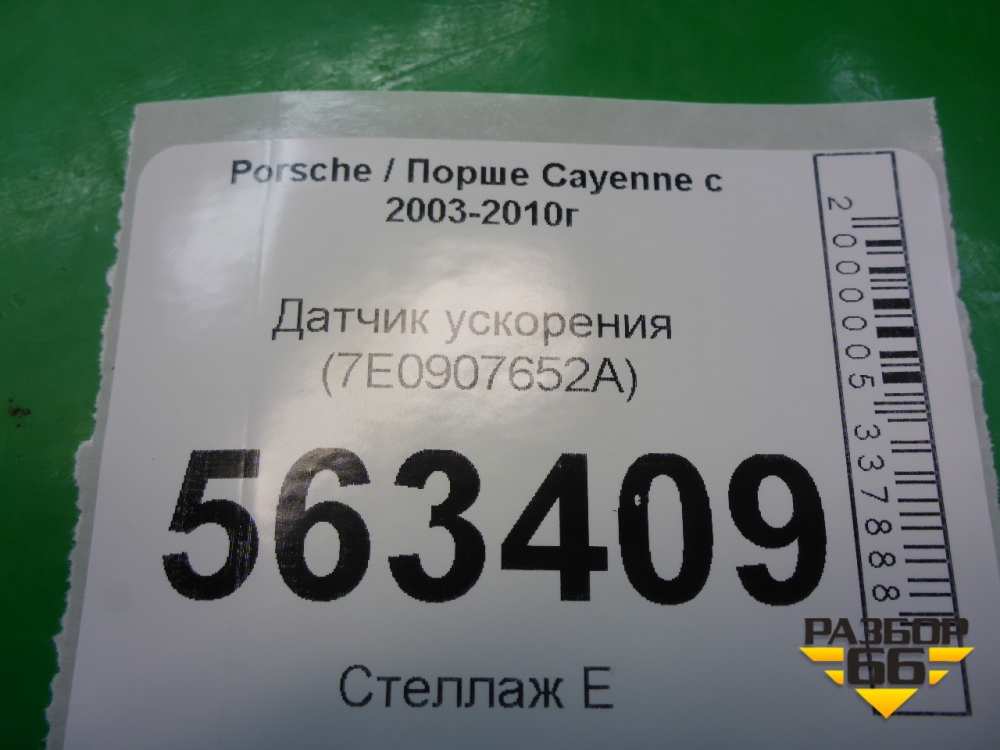 Porsche / Порше Cayenne с
2003-2010г
Датчик ускорения
(7E0907652A)
563409
Стеллаж Е
2000005337888
РАЗБОР
66